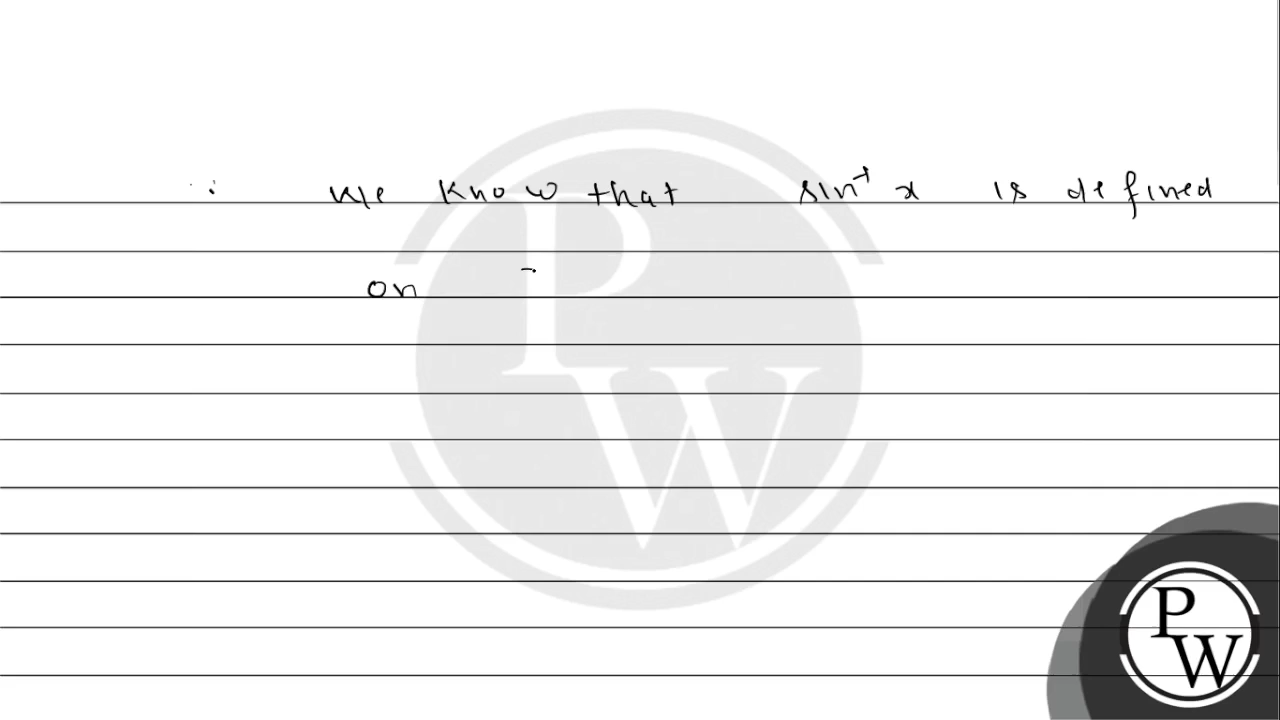 ∴ We know that sin⁻¹ x is defined
on
P
W
P
W